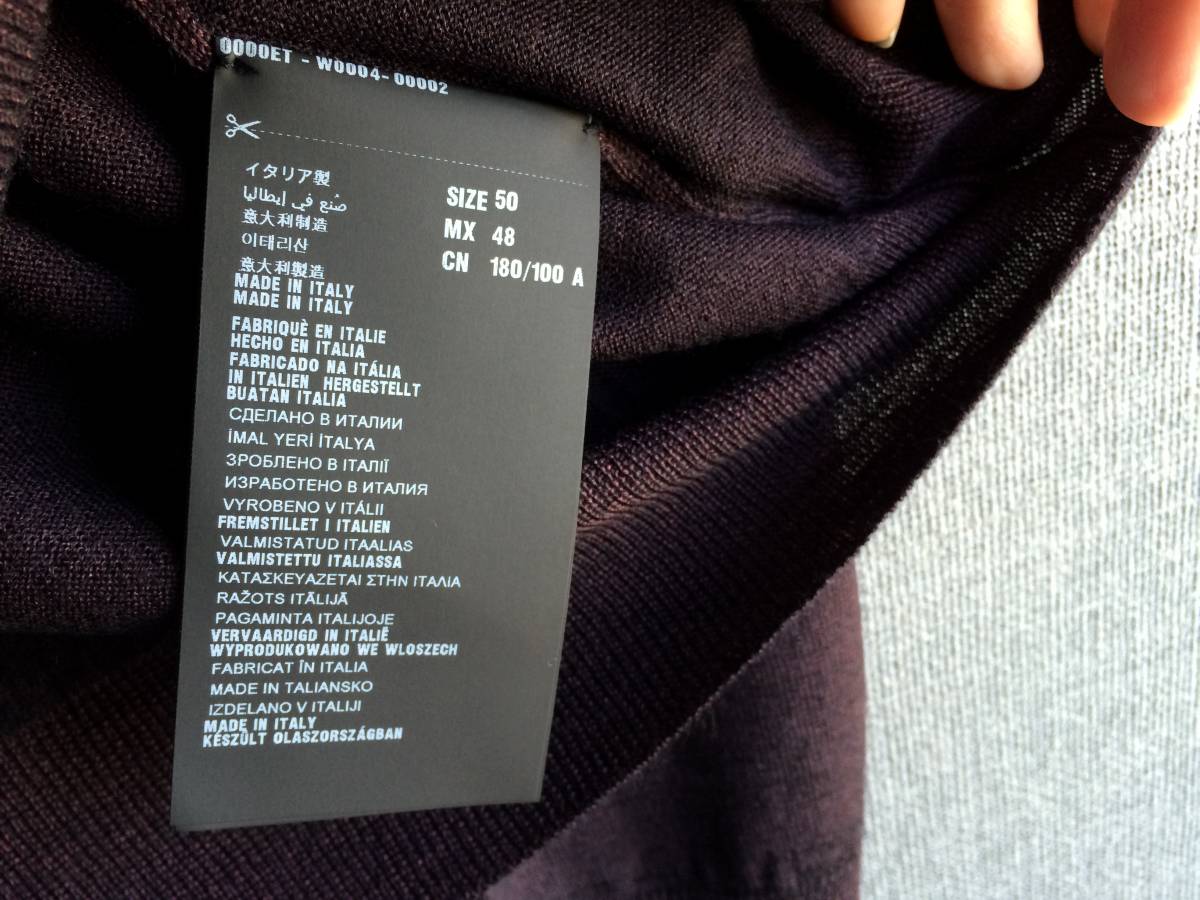 0000ET - W0004-00002
イタリア製
صنع في إيطاليا
意大利制造
이태리산
意大利製造
MADE IN ITALY
MADE IN ITALY
FABRIQUÈ EN ITALIE
HECHO EN ITALIA
FABRICADO NA ITÁLIA
IN ITALIEN HERGESTELLT
BUATAN ITALIA
СДЕЛАНО В ИТАЛИИ
İMAL YERİ İTALYA
ЗРОБЛЕНО В ІТАЛІЇ
ИЗРАБОТЕНО В ИТАЛИЯ
VYROBENO V ITÁLII
FREMSTILLET I ITALIEN
VALMISTATUD ITAALIAS
VALMISTETTU ITALIASSA
ΚΑΤΑΣΚΕΥΑΖΕΤΑΙ ΣΤΗΝ ΙΤΑΛΙΑ
RAŽOTS ITĀLIJĀ
PAGAMINTA ITALIJOJE
VERVAARDIGD IN ITALIË
WYPRODUKOWANO WE WLOSZECH
FABRICAT ÎN ITALIA
MADE IN TALIANSKO
IZDELANO V ITALIJI
MADE IN ITALY
KÉSZÜLT OLASZORSZÁGBAN
SIZE 50
MX 48
CN 180/100 A